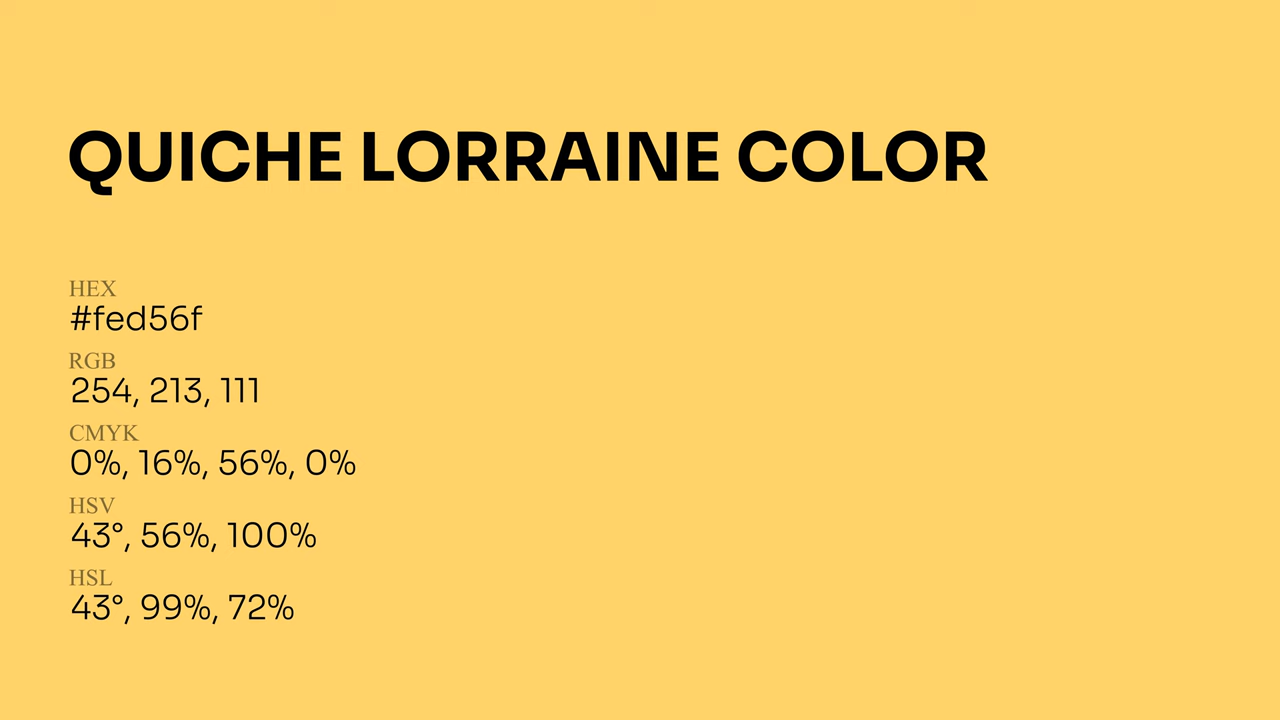 QUICHE LORRAINE COLOR
HEX
#fed56f
RGB
254, 213, 111
CMYK
0%, 16%, 56%, 0%
HSV
43°, 56%, 100%
HSL
43°, 99%, 72%